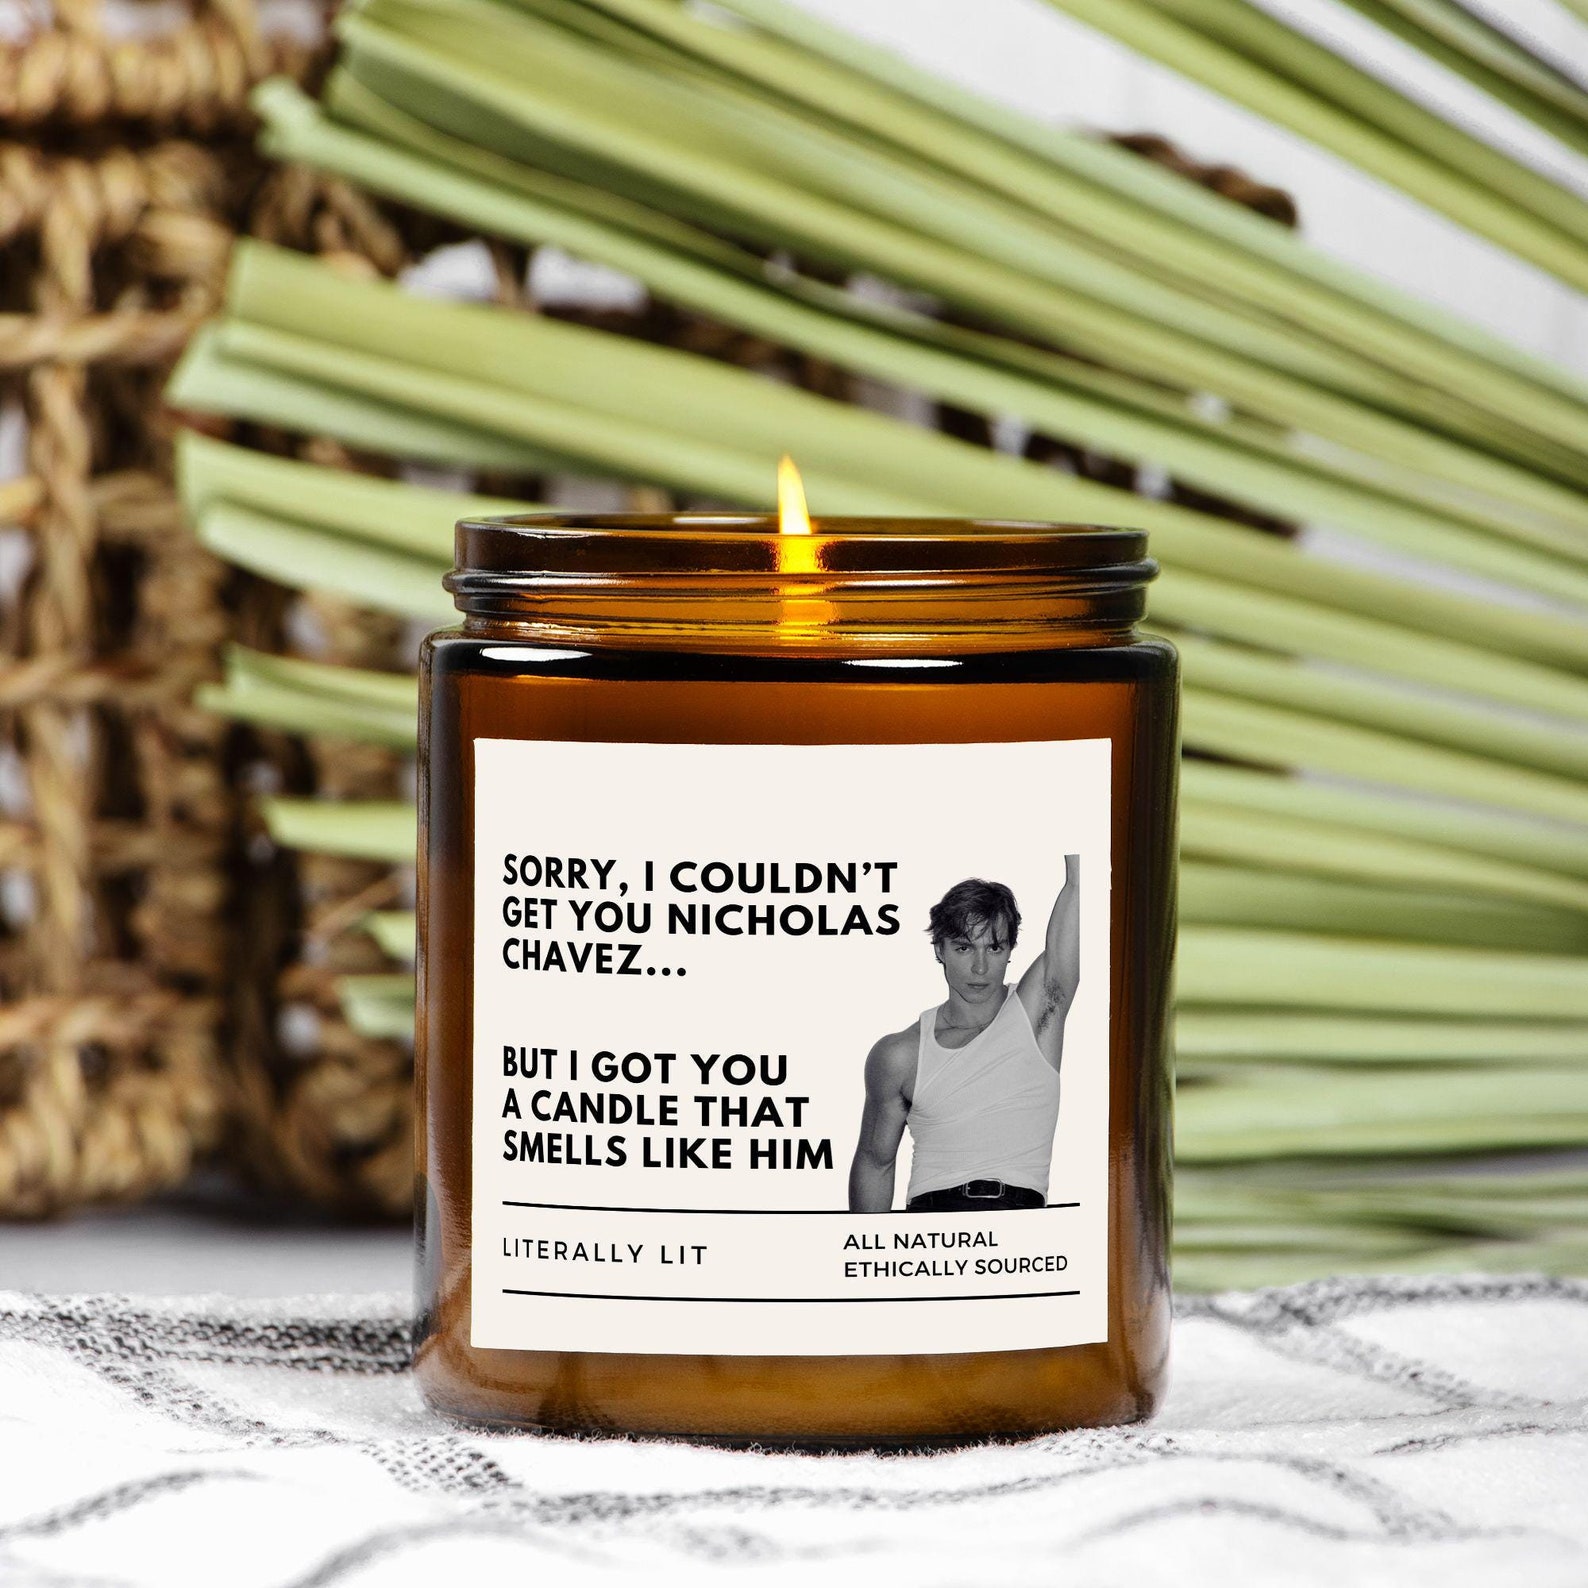 SORRY, I COULDN’T
GET YOU NICHOLAS
CHAVEZ...
BUT I GOT YOU
A CANDLE THAT
SMELLS LIKE HIM
LITERALLY LIT
ALL NATURAL
ETHICALLY SOURCED